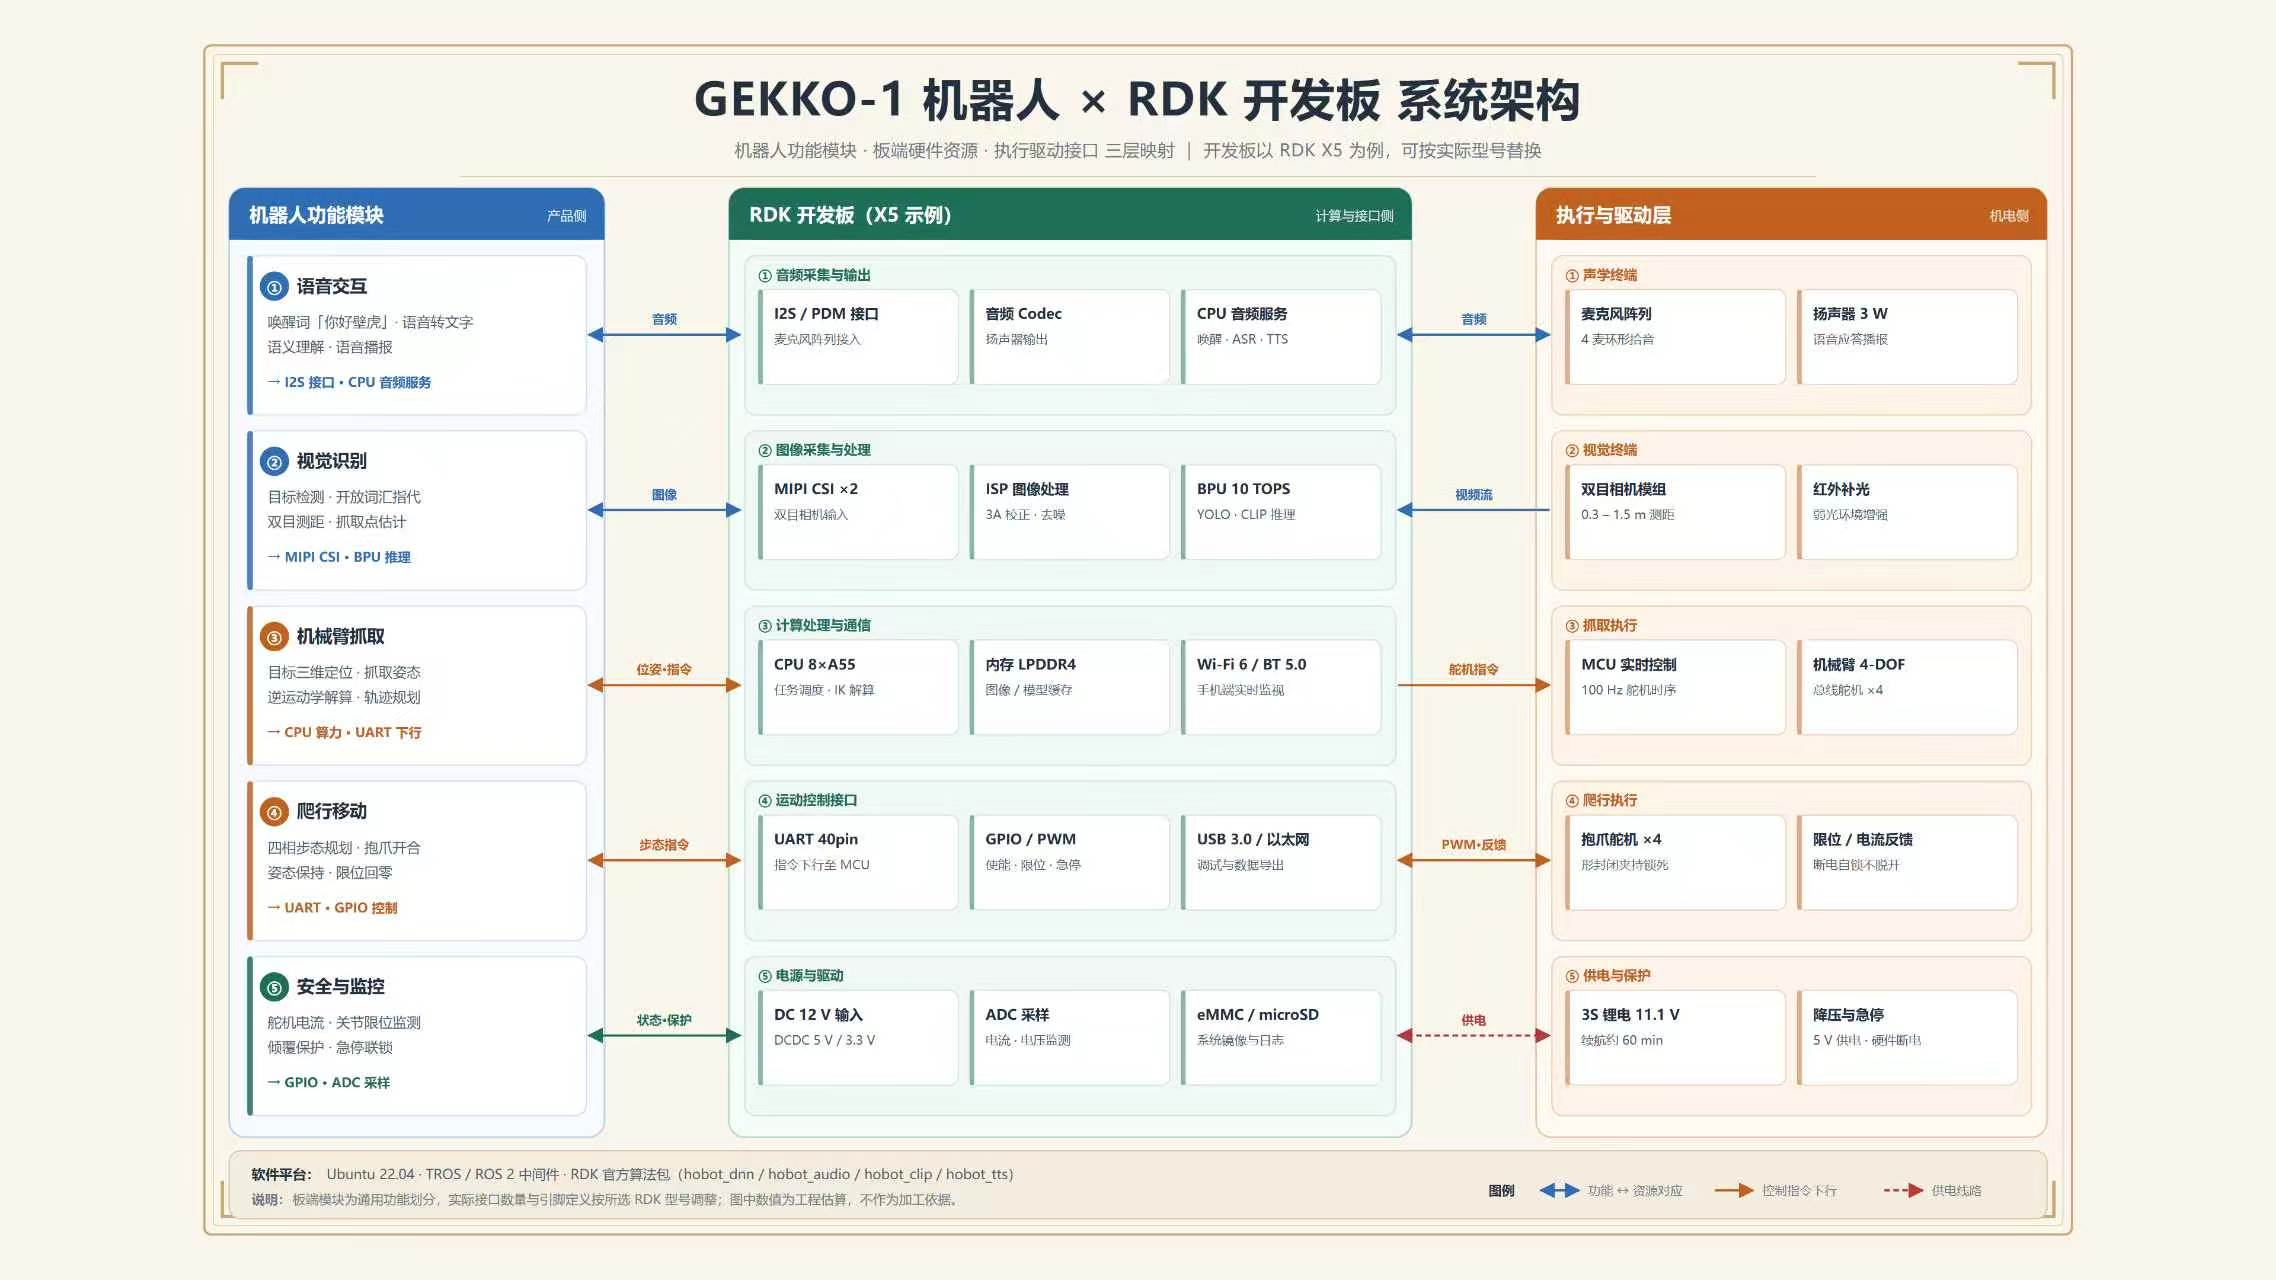 GEKKO-1 机器人 × RDK 开发板 系统架构
机器人功能模块 · 板端硬件资源 · 执行驱动接口 三层映射 | 开发板以 RDK X5 为例，可按实际型号替换
机器人功能模块
产品侧
① 语音交互
唤醒词「你好壁虎」· 语音转文字
语义理解 · 语音播报
→ I2S 接口 • CPU 音频服务
② 视觉识别
目标检测 · 开放词汇指代
双目测距 · 抓取点估计
→ MIPI CSI • BPU 推理
③ 机械臂抓取
目标三维定位 · 抓取姿态
逆运动学解算 · 轨迹规划
→ CPU 算力 • UART 下行
④ 爬行移动
四相步态规划 · 抱爪开合
姿态保持 · 限位回零
→ UART • GPIO 控制
⑤ 安全与监控
舵机电流 · 关节限位监测
倾覆保护 · 急停联锁
→ GPIO • ADC 采样
音频
图像
位姿•指令
步态指令
状态•保护
RDK 开发板（X5 示例）
计算与接口侧
① 音频采集与输出
I2S / PDM 接口
麦克风阵列接入
音频 Codec
扬声器输出
CPU 音频服务
唤醒 · ASR · TTS
② 图像采集与处理
MIPI CSI ×2
双目相机输入
ISP 图像处理
3A 校正 · 去噪
BPU 10 TOPS
YOLO · CLIP 推理
③ 计算处理与通信
CPU 8×A55
任务调度 · IK 解算
内存 LPDDR4
图像 / 模型缓存
Wi-Fi 6 / BT 5.0
手机端实时监视
④ 运动控制接口
UART 40pin
指令下行至 MCU
GPIO / PWM
使能 · 限位 · 急停
USB 3.0 / 以太网
调试与数据导出
⑤ 电源与驱动
DC 12 V 输入
DCDC 5 V / 3.3 V
ADC 采样
电流 · 电压监测
eMMC / microSD
系统镜像与日志
音频
视频流
舵机指令
PWM•反馈
供电
执行与驱动层
机电侧
① 声学终端
麦克风阵列
4 麦环形拾音
扬声器 3 W
语音应答播报
② 视觉终端
双目相机模组
0.3 – 1.5 m 测距
红外补光
弱光环境增强
③ 抓取执行
MCU 实时控制
100 Hz 舵机时序
机械臂 4-DOF
总线舵机 ×4
④ 爬行执行
抱爪舵机 ×4
形封闭夹持锁死
限位 / 电流反馈
断电自锁不脱开
⑤ 供电与保护
3S 锂电 11.1 V
续航约 60 min
降压与急停
5 V 供电 · 硬件断电
软件平台： Ubuntu 22.04 · TROS / ROS 2 中间件 · RDK 官方算法包（hobot_dnn / hobot_audio / hobot_clip / hobot_tts）
说明： 板端模块为通用功能划分，实际接口数量与引脚定义按所选 RDK 型号调整；图中数值为工程估算，不作为加工依据。
图例
功能 ↔ 资源对应
控制指令下行
供电线路